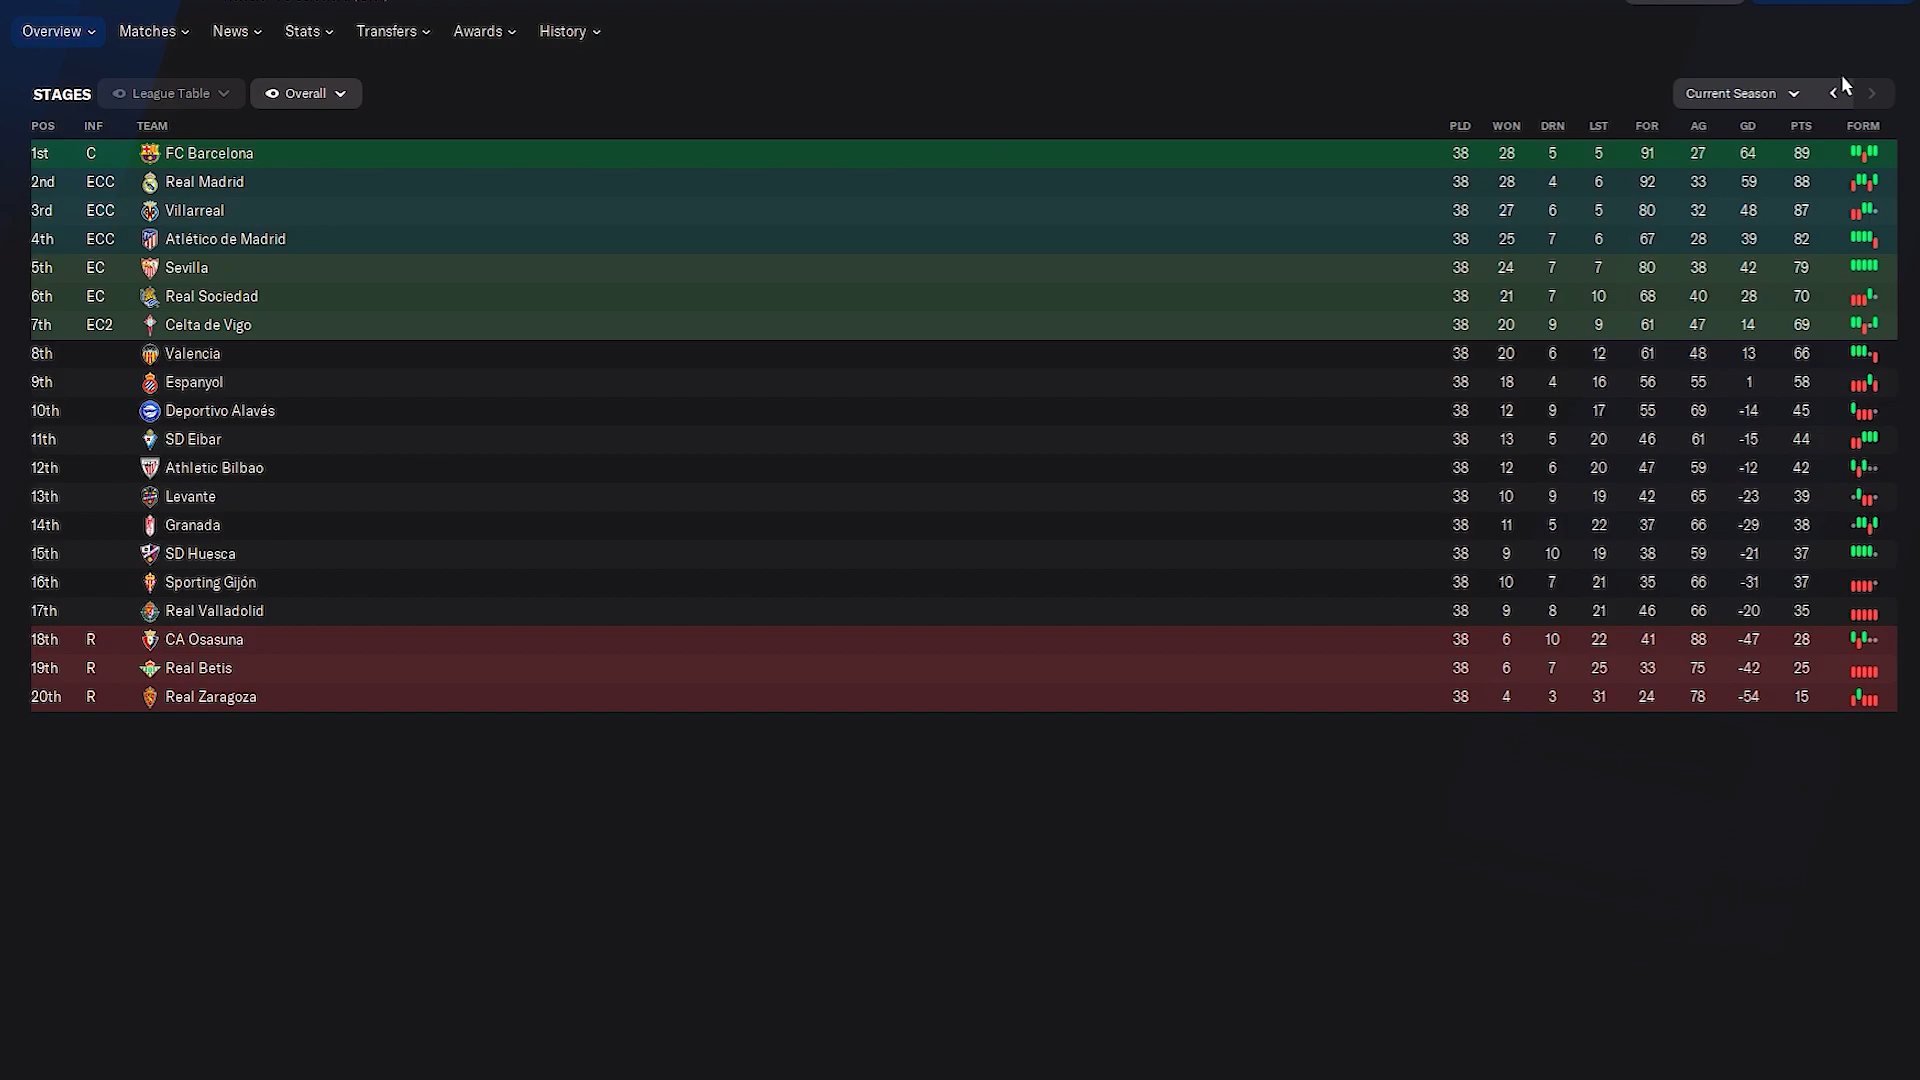 Overview Matches News Stats Transfers Awards History
STAGES League Table Overall Current Season
POS INF TEAM PLD WON DRN LST FOR AG GD PTS FORM
1st C FC Barcelona 38 28 5 5 91 27 64 89
2nd ECC Real Madrid 38 28 4 6 92 33 59 88
3rd ECC Villarreal 38 27 6 5 80 32 48 87
4th ECC Atlético de Madrid 38 25 7 6 67 28 39 82
5th EC Sevilla 38 24 7 7 80 38 42 79
6th EC Real Sociedad 38 21 7 10 68 40 28 70
7th EC2 Celta de Vigo 38 20 9 9 61 47 14 69
8th Valencia 38 20 6 12 61 48 13 66
9th Espanyol 38 18 4 16 56 55 1 58
10th Deportivo Alavés 38 12 9 17 55 69 -14 45
11th SD Eibar 38 13 5 20 46 61 -15 44
12th Athletic Bilbao 38 12 6 20 47 59 -12 42
13th Levante 38 10 9 19 42 65 -23 39
14th Granada 38 11 5 22 37 66 -29 38
15th SD Huesca 38 9 10 19 38 59 -21 37
16th Sporting Gijón 38 10 7 21 35 66 -31 37
17th Real Valladolid 38 9 8 21 46 66 -20 35
18th R CA Osasuna 38 6 10 22 41 88 -47 28
19th R Real Betis 38 6 7 25 33 75 -42 25
20th R Real Zaragoza 38 4 3 31 24 78 -54 15